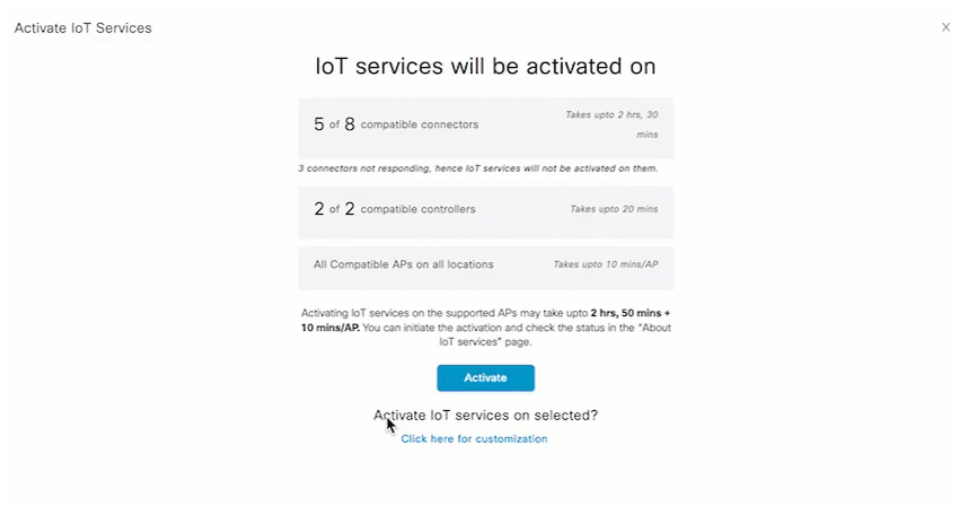 Activate IoT Services
X
IoT services will be activated on
5 of 8 compatible connectors
Takes upto 2 hrs, 30
mins
3 connectors not responding, hence IoT services will not be activated on them.
2 of 2 compatible controllers
Takes upto 20 mins
All Compatible APs on all locations
Takes upto 10 mins/AP
Activating IoT services on the supported APs may take upto 2 hrs, 50 mins +
10 mins/AP. You can initiate the activation and check the status in the "About
IoT services" page.
Activate
Activate IoT services on selected?
Click here for customization